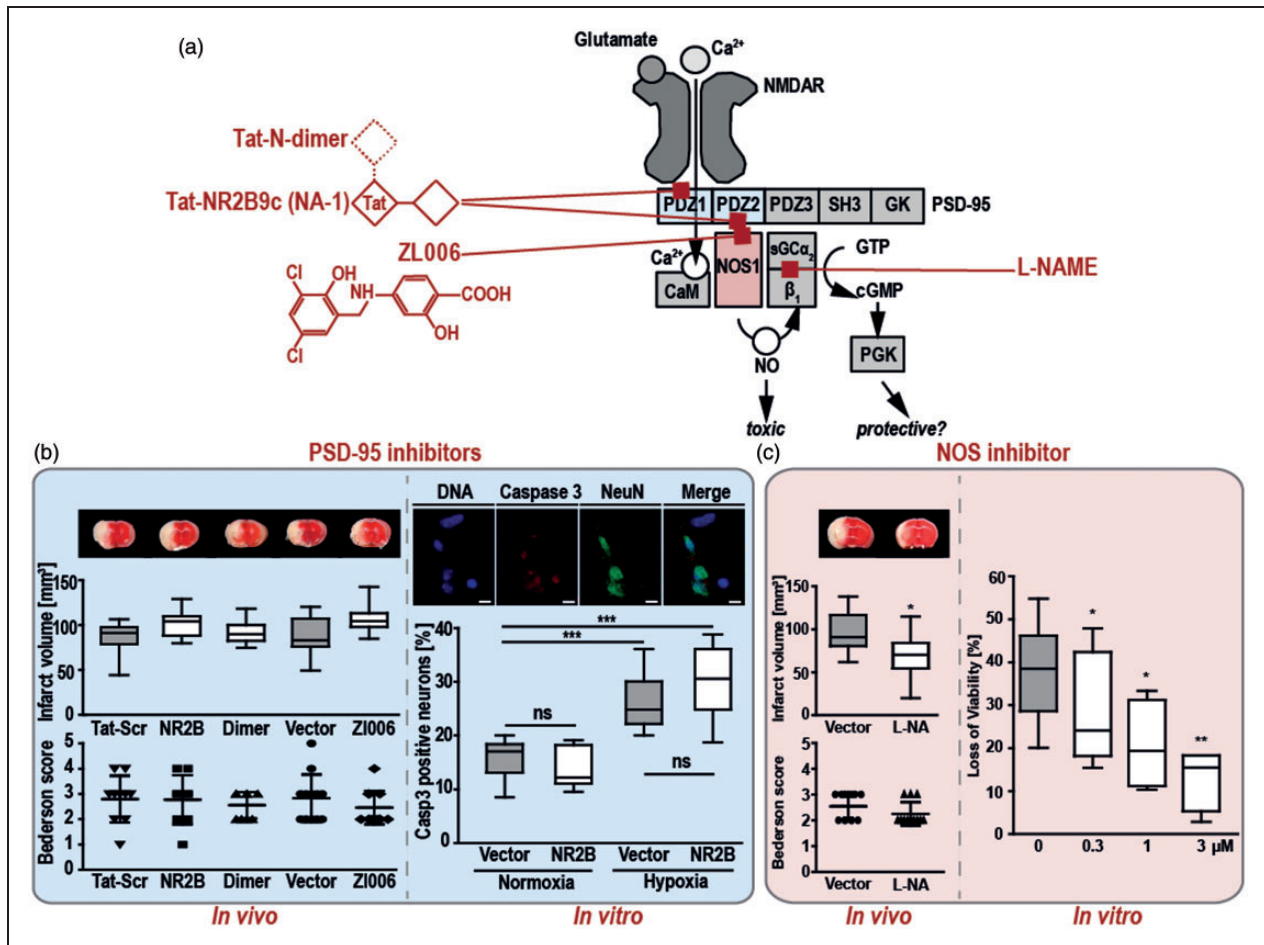 (a)
Glutamate
Ca²⁺
NMDAR
Tat-N-dimer
Tat-NR2B9c (NA-1)
Tat
PDZ1 PDZ2 PDZ3 SH3 GK PSD-95
ZL006
Ca²⁺
CaM
NOS1
sGCα₂
β₁
GTP
cGMP
L-NAME
OH
Cl
NH
COOH
OH
Cl
NO
PGK
toxic
protective?
(b)
PSD-95 inhibitors
DNA Caspase 3 NeuN Merge
Infarct volume [mm³]
150
100
50
0
Tat-Scr NR2B Dimer Vector Zl006
Bederson score
5
4
3
2
1
0
Tat-Scr NR2B Dimer Vector Zl006
In vivo
Casp3 positive neurons [%]
40
30
20
10
0
***
***
ns
ns
Vector NR2B Vector NR2B
Normoxia Hypoxia
In vitro
(c)
NOS inhibitor
Infarct volume [mm³]
150
100
50
0
*
Vector L-NA
Bederson score
5
4
3
2
1
0
Vector L-NA
In vivo
Loss of Viability [%]
60
50
40
30
20
10
0
*
*
**
0 0.3 1 3 µM
In vitro